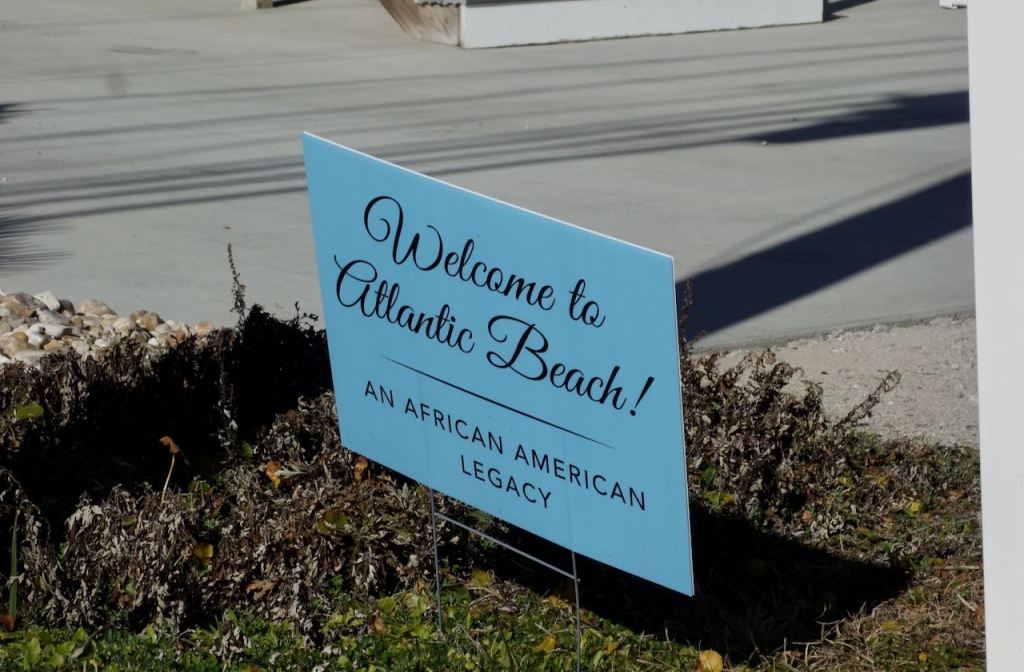 Welcome to
Atlantic Beach!
AN AFRICAN AMERICAN
LEGACY